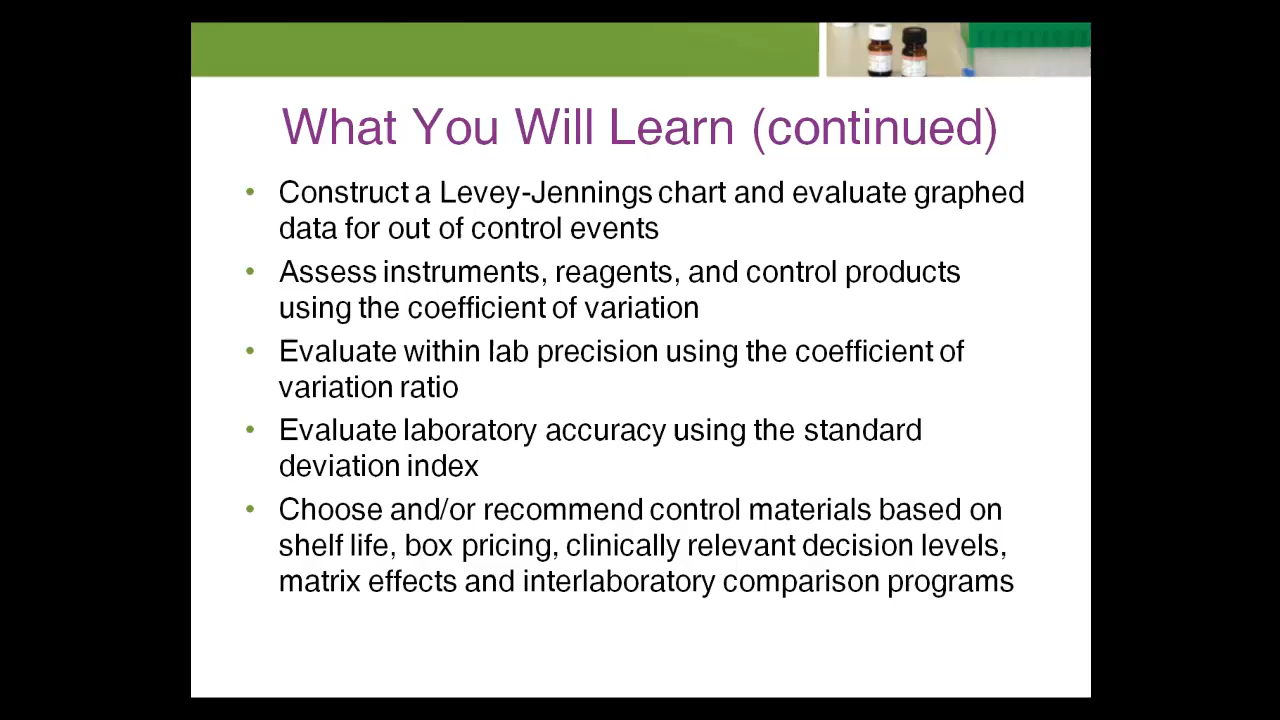 What You Will Learn (continued)
• Construct a Levey-Jennings chart and evaluate graphed
data for out of control events
• Assess instruments, reagents, and control products
using the coefficient of variation
• Evaluate within lab precision using the coefficient of
variation ratio
• Evaluate laboratory accuracy using the standard
deviation index
• Choose and/or recommend control materials based on
shelf life, box pricing, clinically relevant decision levels,
matrix effects and interlaboratory comparison programs